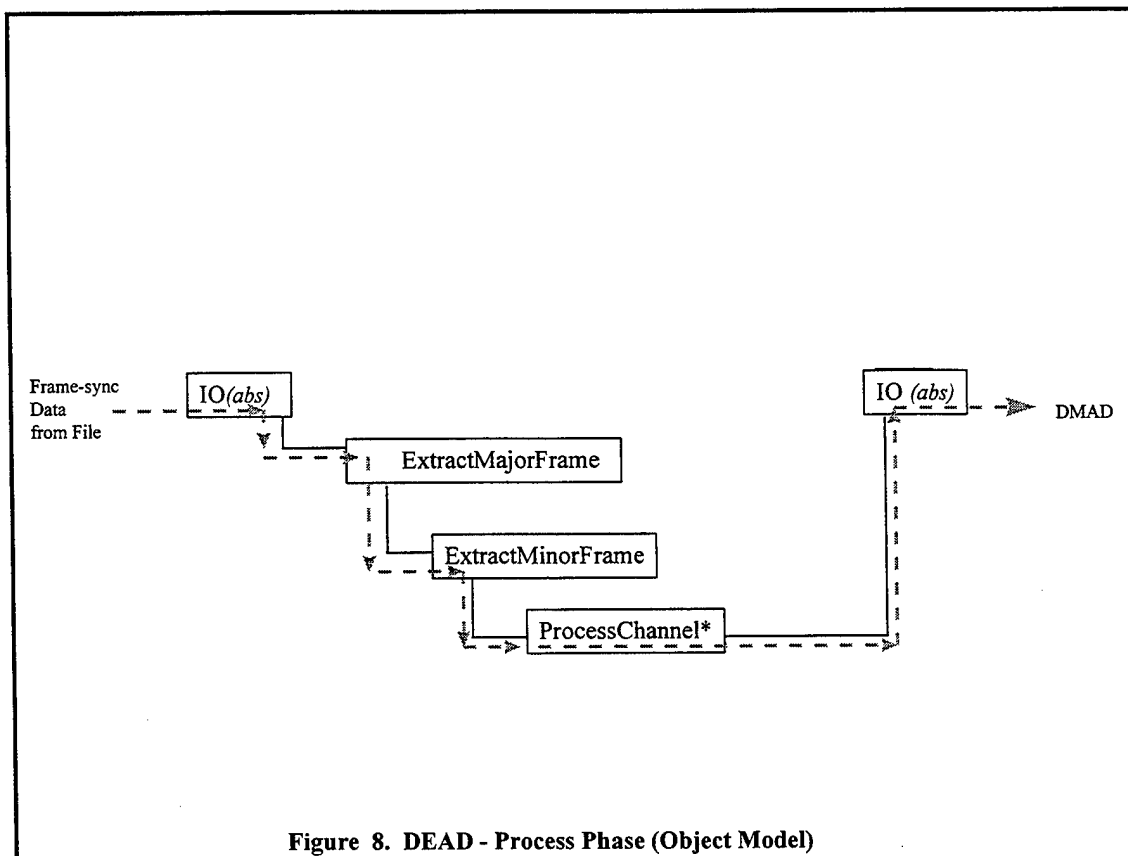 Frame-sync
Data
from File
IO(abs)
IO (abs)
DMAD
ExtractMajorFrame
ExtractMinorFrame
ProcessChannel*
Figure 8. DEAD - Process Phase (Object Model)